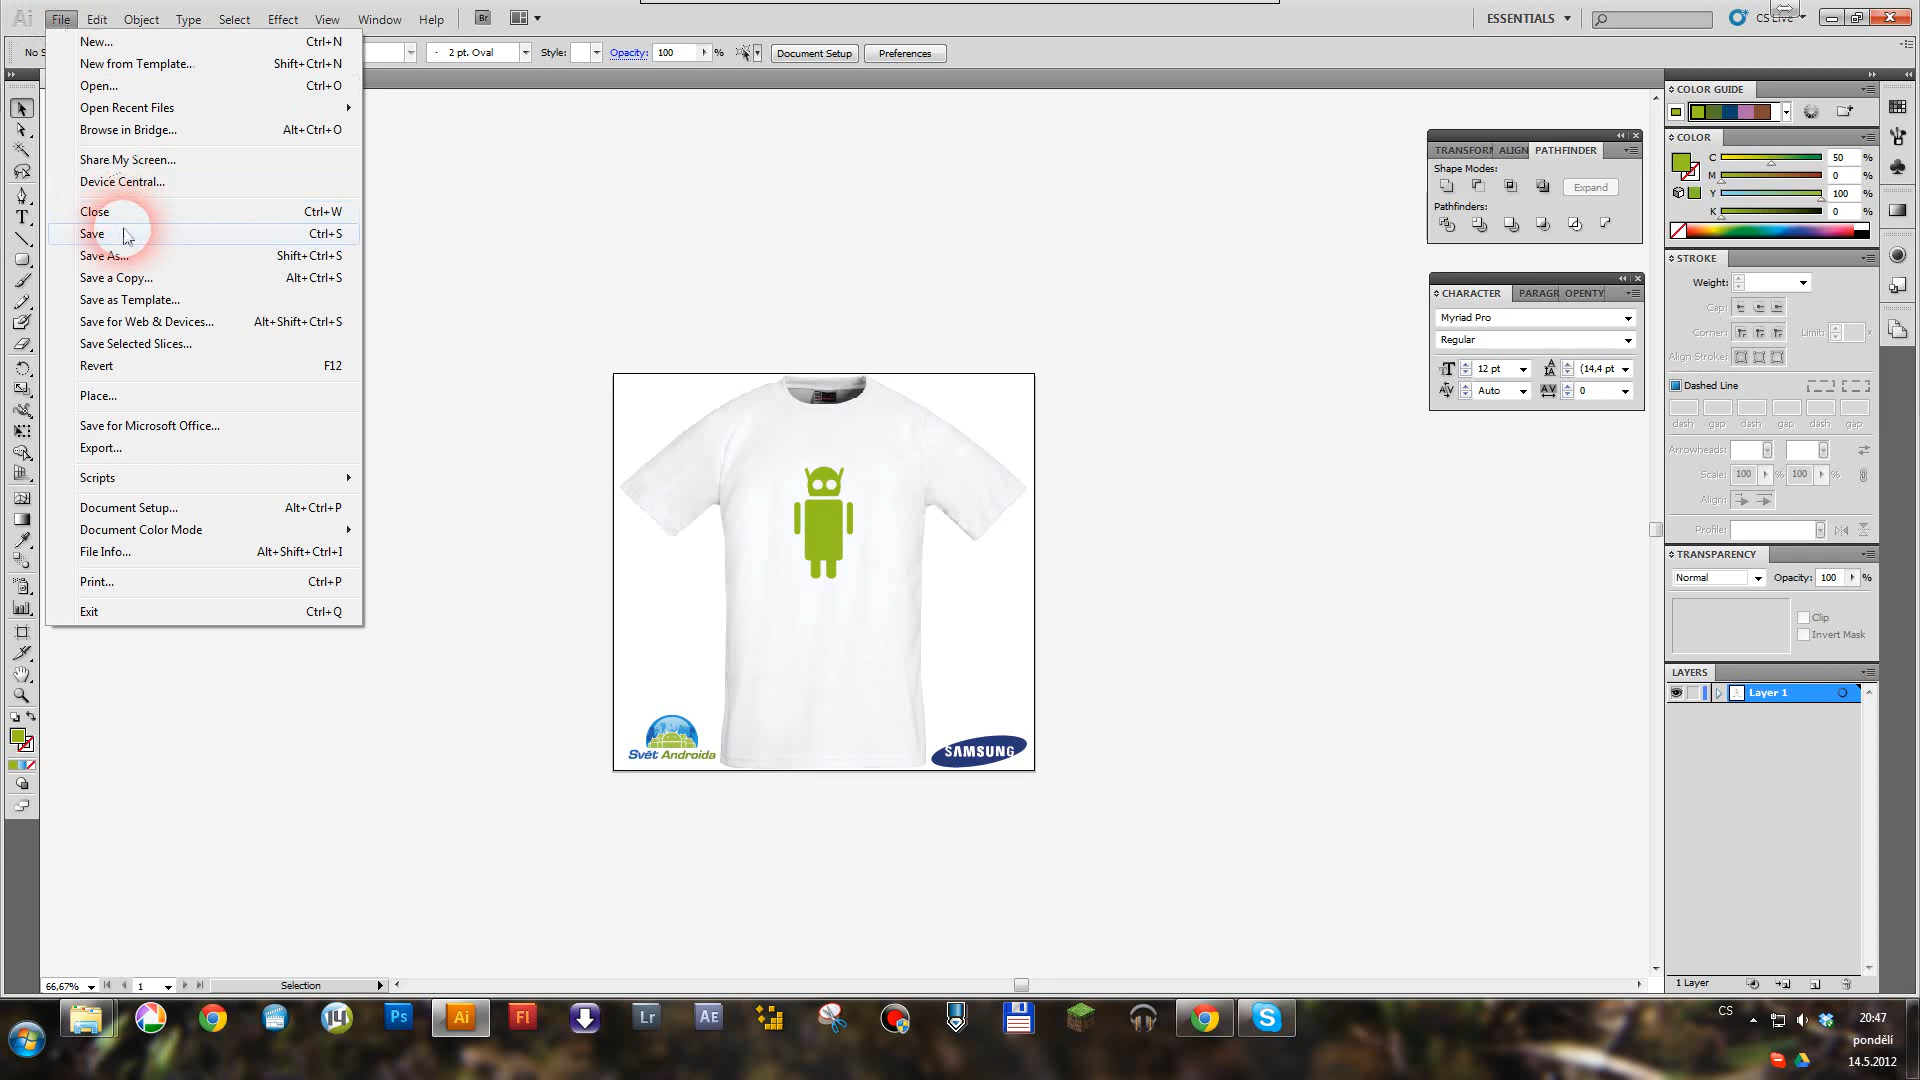 Ai File Edit Object Type Select Effect View Window Help Br ESSENTIALS CS Live
No S 2 pt. Oval Style: Opacity: 100 % Document Setup Preferences
New... Ctrl+N
New from Template... Shift+Ctrl+N
Open... Ctrl+O
Open Recent Files
Browse in Bridge... Alt+Ctrl+O
Share My Screen...
Device Central...
Close Ctrl+W
Save Ctrl+S
Save As... Shift+Ctrl+S
Save a Copy... Alt+Ctrl+S
Save as Template...
Save for Web & Devices... Alt+Shift+Ctrl+S
Save Selected Slices...
Revert F12
Place...
Save for Microsoft Office...
Export...
Scripts
Document Setup... Alt+Ctrl+P
Document Color Mode
File Info... Alt+Shift+Ctrl+I
Print... Ctrl+P
Exit Ctrl+Q
Svět Androida
SAMSUNG
TRANSFORM ALIGN PATHFINDER
Shape Modes:
Expand
Pathfinders:
CHARACTER PARAGR OPENTY
Myriad Pro
Regular
12 pt (14,4 pt
Auto 0
COLOR GUIDE
COLOR
C 50 %
M 0 %
Y 100 %
K 0 %
STROKE
Weight:
Cap:
Corner: Limit: x
Align Stroke:
Dashed Line
dash gap dash gap dash gap
Arrowheads:
Scale: 100 % 100 %
Align:
Profile:
TRANSPARENCY
Normal Opacity: 100 %
Clip
Invert Mask
LAYERS
Layer 1
1 Layer
66,67% 1 Selection
Ps Ai Fl Lr AE
CS
20:47
pondělí
14.5.2012